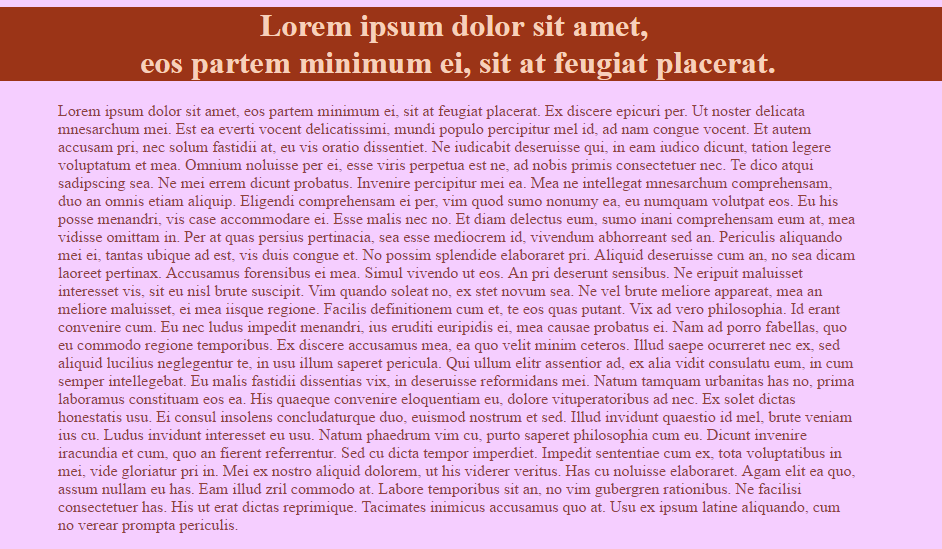 Lorem ipsum dolor sit amet,
eos partem minimum ei, sit at feugiat placerat.
Lorem ipsum dolor sit amet, eos partem minimum ei, sit at feugiat placerat. Ex discere epicuri per. Ut noster delicata
mnesarchum mei. Est ea everti vocent delicatissimi, mundi populo percipitur mel id, ad nam congue vocent. Et autem
accusam pri, nec solum fastidii at, eu vis oratio dissentiet. Ne iudicabit deseruisse qui, in eam iudico dicunt, tation legere
voluptatum et mea. Omnium noluisse per ei, esse viris perpetua est ne, ad nobis primis consectetuer nec. Te dico atqui
sadipscing sea. Ne mei errem dicunt probatus. Invenire percipitur mei ea. Mea ne intellegat mnesarchum comprehensam,
duo an omnis etiam aliquip. Eligendi comprehensam ei per, vim quod sumo nonumy ea, eu numquam volutpat eos. Eu his
posse menandri, vis case accommodare ei. Esse malis nec no. Et diam delectus eum, sumo inani comprehensam eum at, mea
vidisse omittam in. Per at quas persius pertinacia, sea esse mediocrem id, vivendum abhorreant sed an. Periculis aliquando
mei ei, tantas ubique ad est, vis duis congue et. No possim splendide elaboraret pri. Aliquid deseruisse cum an, no sea dicam
laoreet pertinax. Accusamus forensibus ei mea. Simul vivendo ut eos. An pri deserunt sensibus. Ne eripuit maluisset
interesset vis, sit eu nisl brute suscipit. Vim quando soleat no, ex stet novum sea. Ne vel brute meliore appareat, mea an
meliore maluisset, ei mea iisque regione. Facilis definitionem cum et, te eos quas putant. Vix ad vero philosophia. Id erant
convenire cum. Eu nec ludus impedit menandri, ius eruditi euripidis ei, mea causae probatus ei. Nam ad porro fabellas, quo
eu commodo regione temporibus. Ex discere accusamus mea, ea quo velit minim ceteros. Illud saepe ocurreret nec ex, sed
aliquid lucilius neglegentur te, in usu illum saperet pericula. Qui ullum elitr assentior ad, ex alia vidit consulatu eum, in cum
semper intellegebat. Eu malis fastidii dissentias vix, in deseruisse reformidans mei. Natum tamquam urbanitas has no, prima
laboramus constituam eos ea. His quaeque convenire eloquentiam eu, dolore vituperatoribus ad nec. Ex solet dictas
honestatis usu. Ei consul insolens concludaturque duo, euismod nostrum et sed. Illud invidunt quaestio id mel, brute veniam
ius cu. Ludus invidunt interesset eu usu. Natum phaedrum vim cu, purto saperet philosophia cum eu. Dicunt invenire
iracundia et cum, quo an fierent referrentur. Sed cu dicta tempor imperdiet. Impedit sententiae cum ex, tota voluptatibus in
mei, vide gloriatur pri in. Mei ex nostro aliquid dolorem, ut his viderer veritus. Has cu noluisse elaboraret. Agam elit ea quo,
assum nullam eu has. Eam illud zril commodo at. Labore temporibus sit an, no vim gubergren rationibus. Ne facilisi
consectetuer has. His ut erat dictas reprimique. Tacimates inimicus accusamus quo at. Usu ex ipsum latine aliquando, cum
no verear prompta periculis.